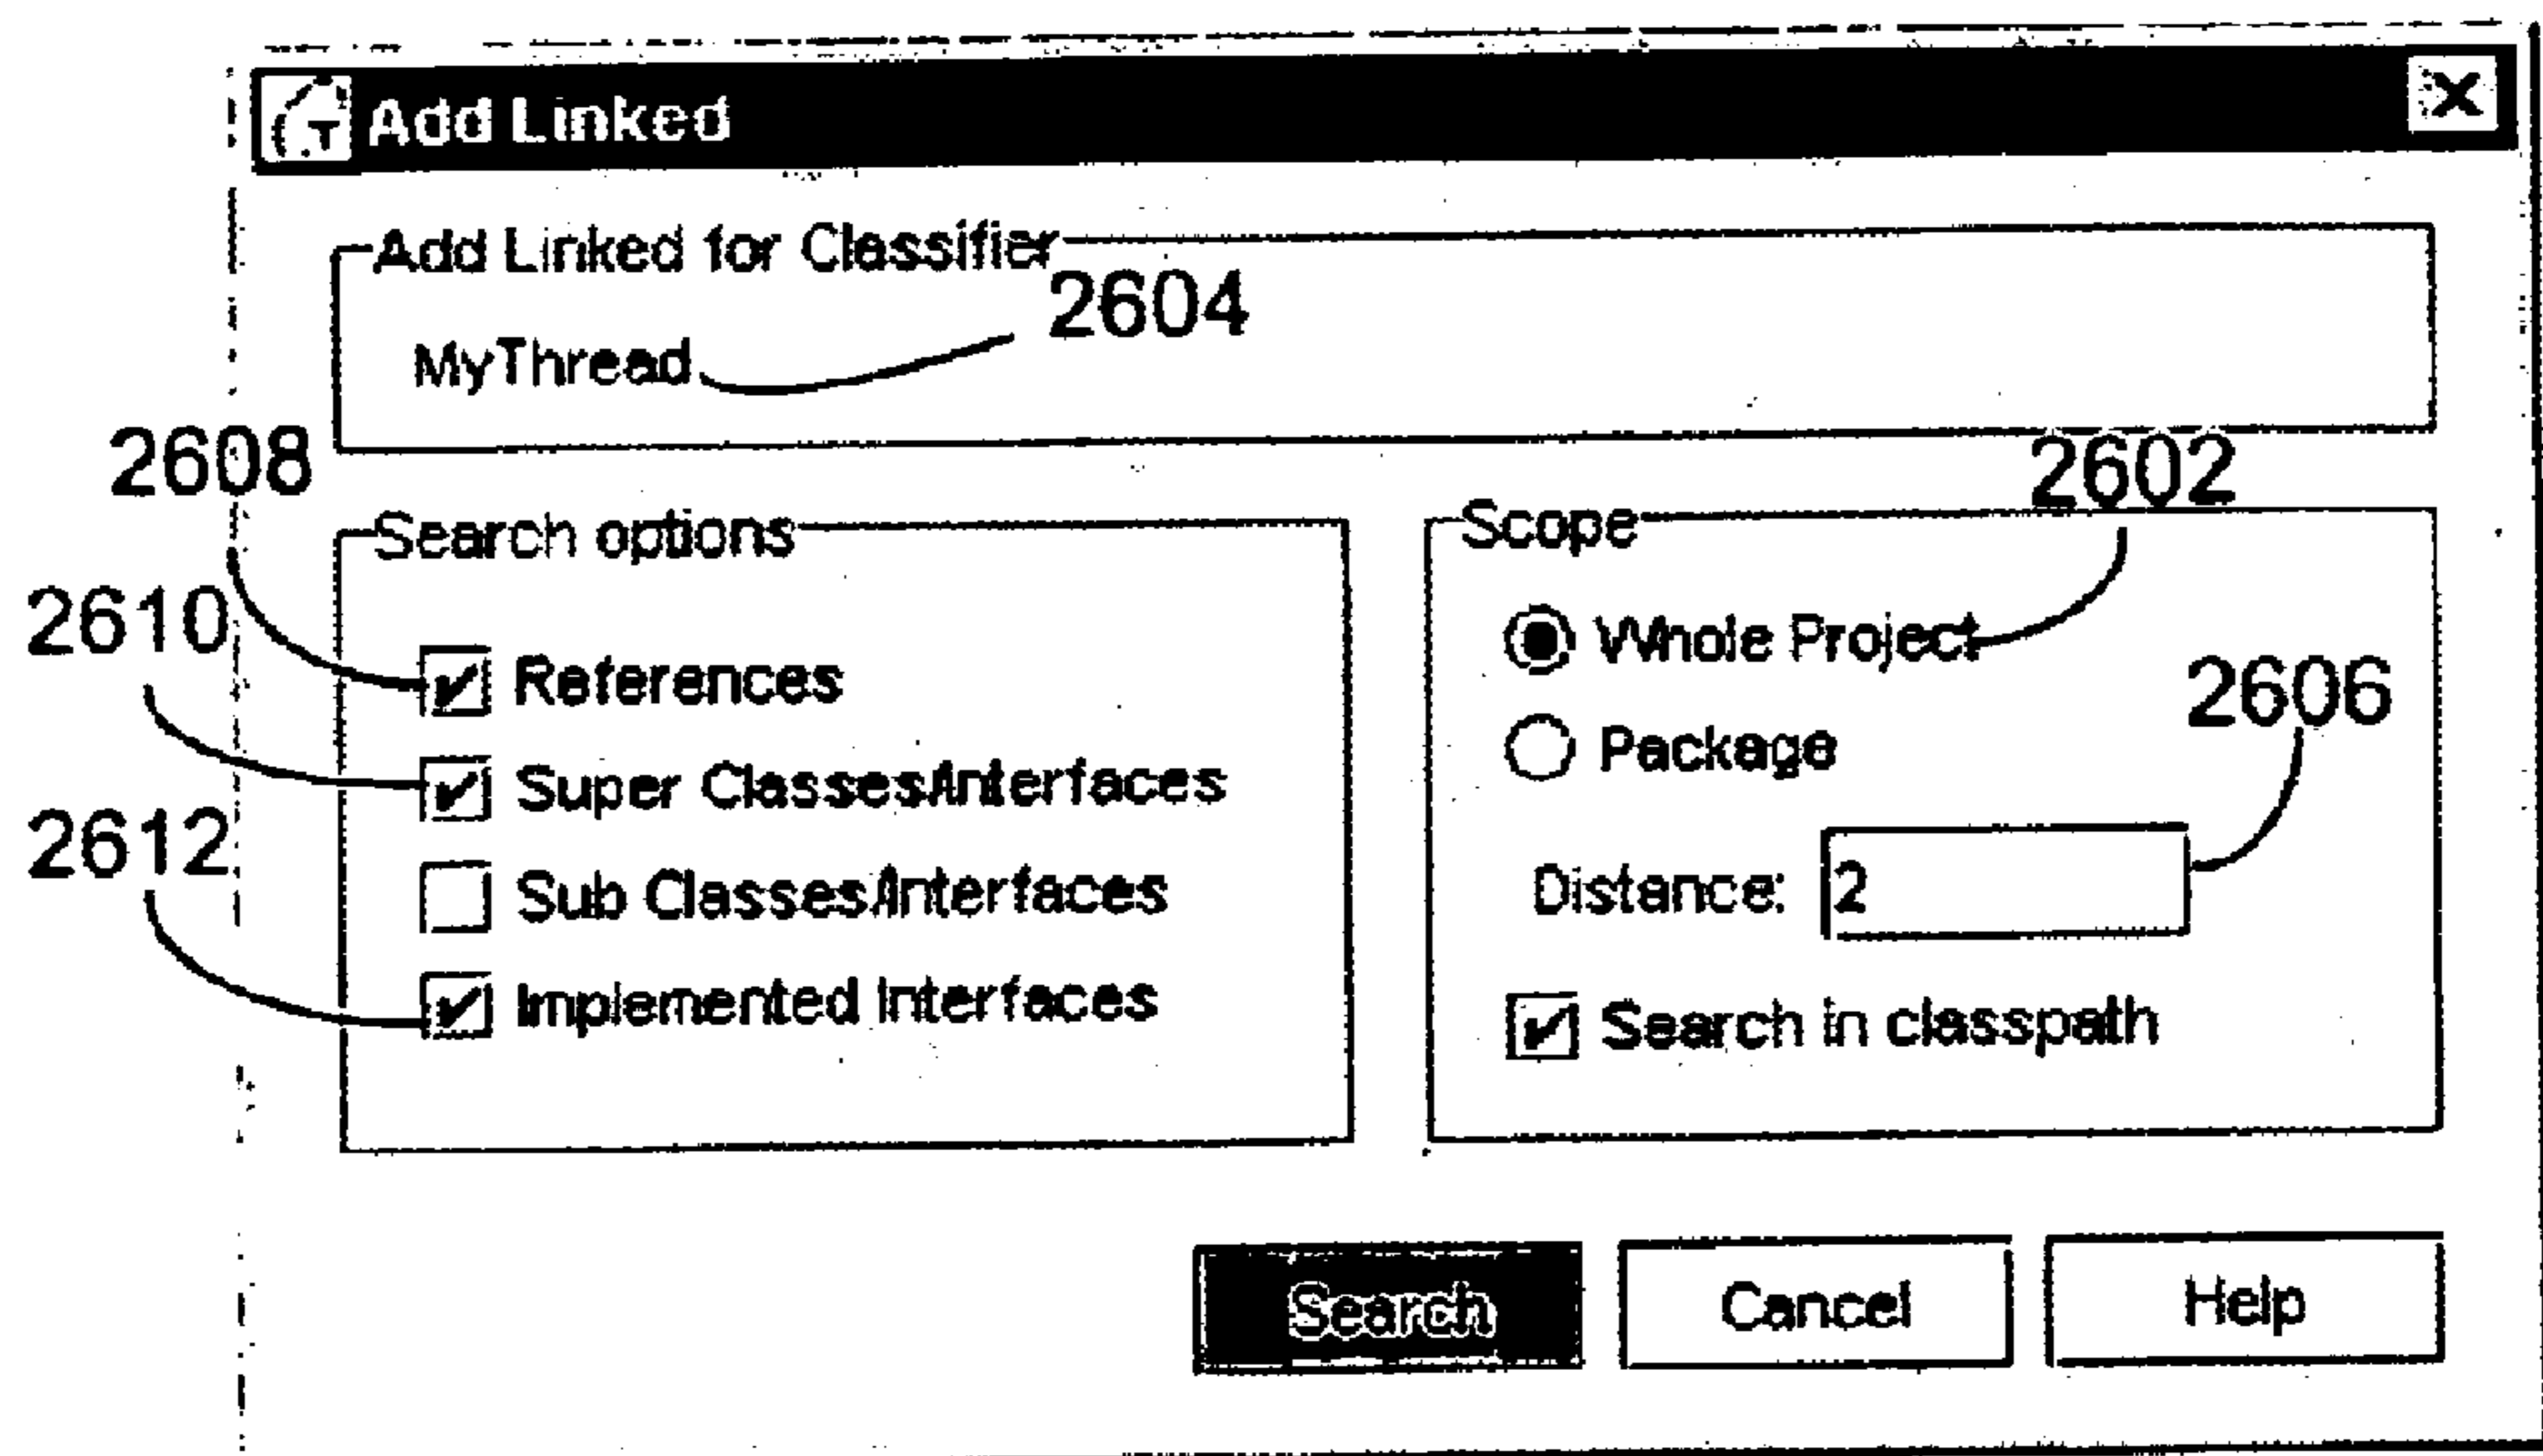 Add Linked
Add Linked for Classifier
2604
MyThread
2608
2602
Search options
Scope
2610
Whole Project
References
2606
Package
Super Classes/Interfaces
2612
Distance: 2
Sub Classes/Interfaces
Implemented Interfaces
Search in classpath
Search Cancel Help